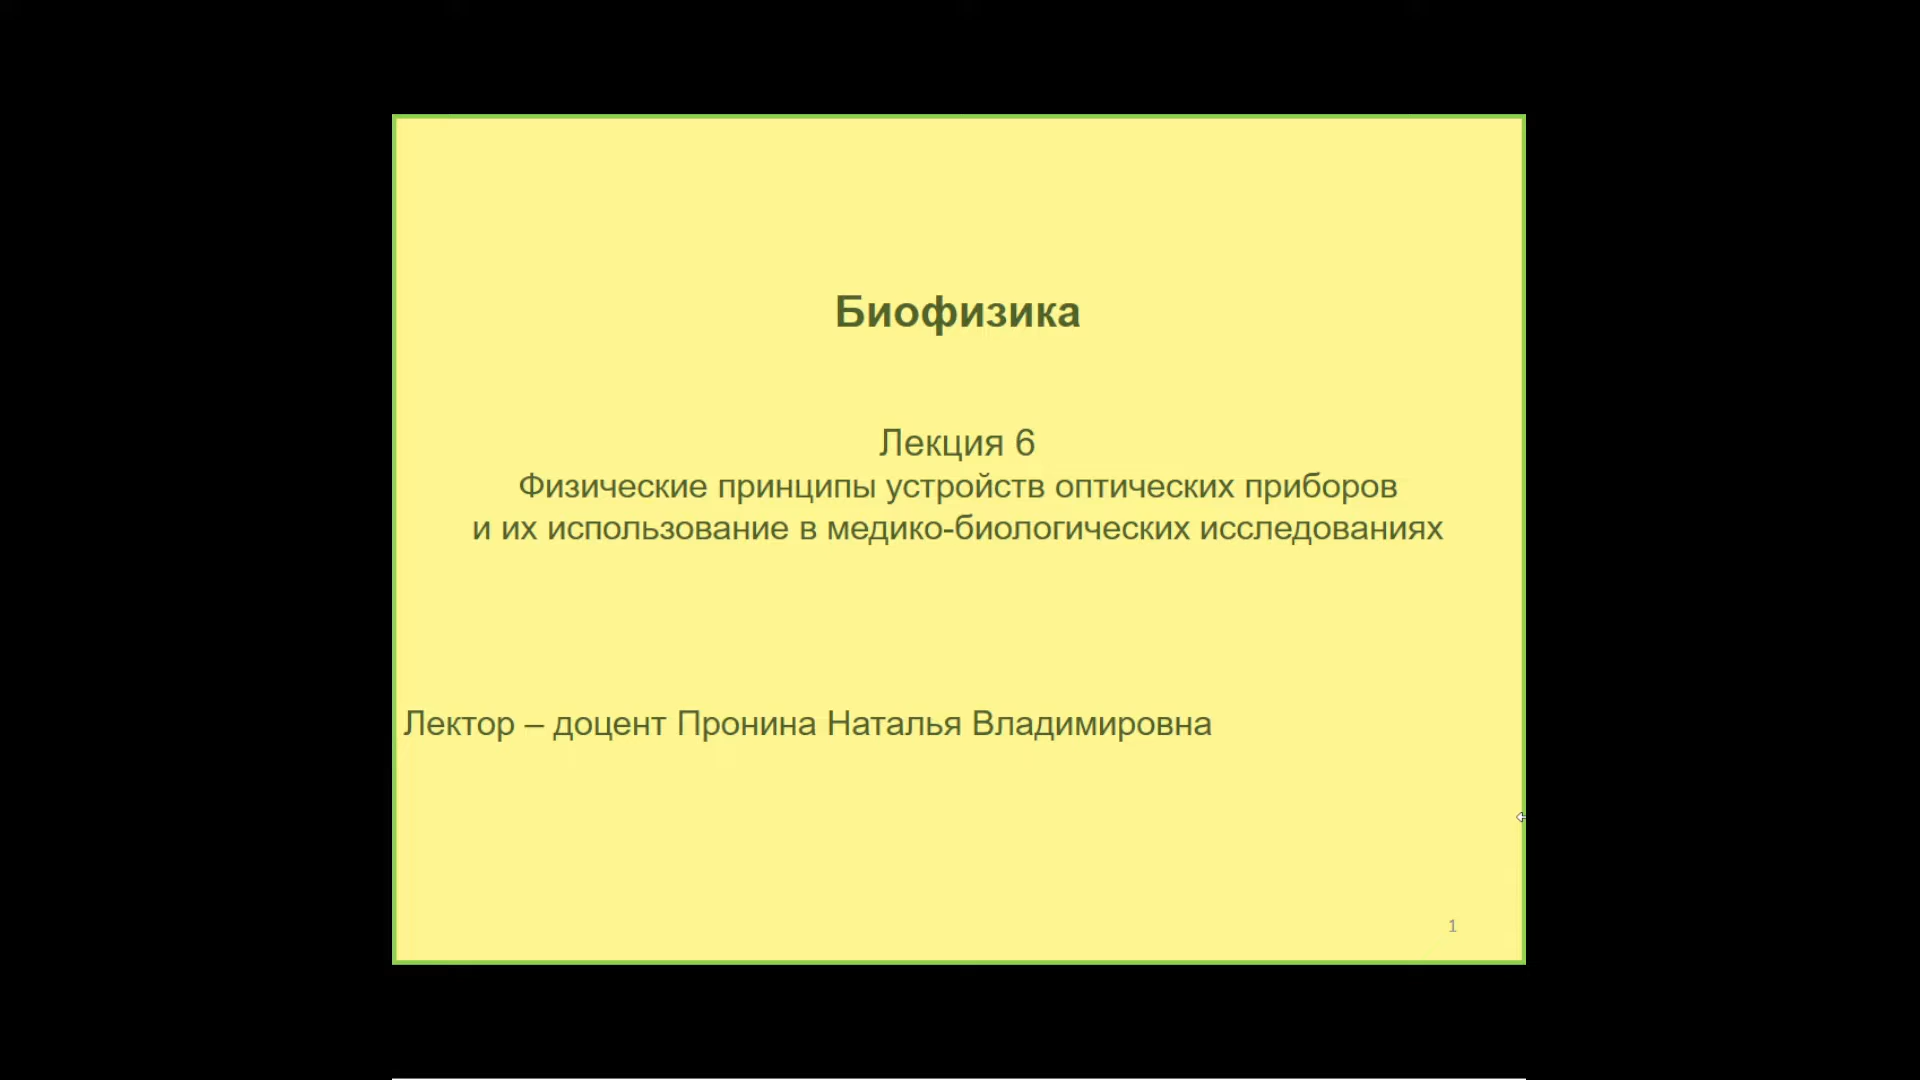 Биофизика
Лекция 6
Физические принципы устройств оптических приборов
и их использование в медико-биологических исследованиях
Лектор – доцент Пронина Наталья Владимировна
1